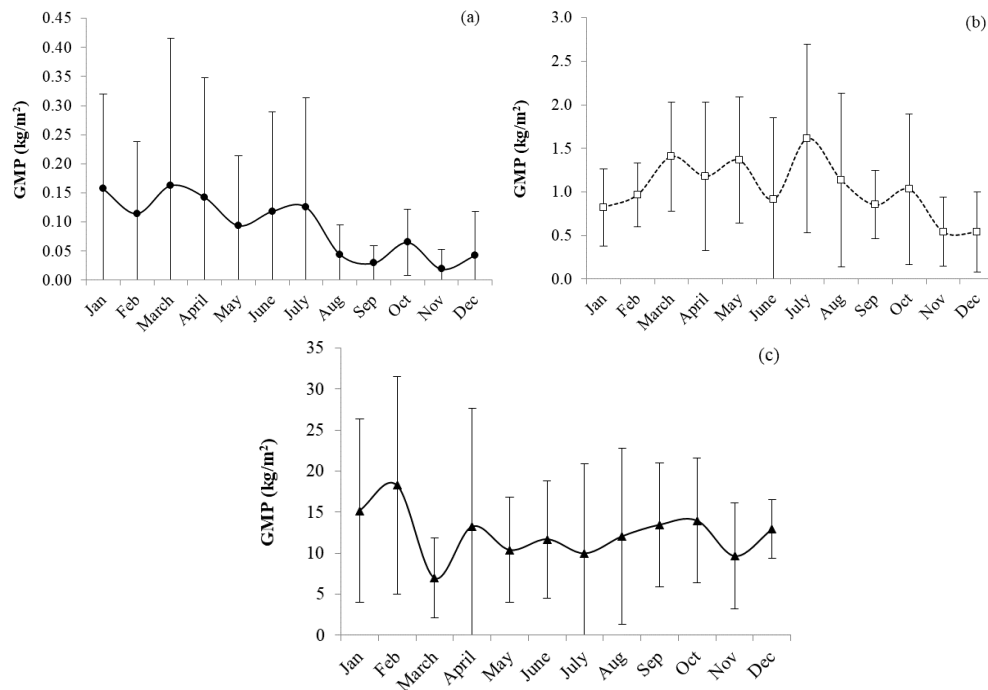 (a)
GMP (kg/m²)
0.45
0.40
0.35
0.30
0.25
0.20
0.15
0.10
0.05
0.00
Jan Feb March April May June July Aug Sep Oct Nov Dec
(b)
GMP (kg/m²)
3.0
2.5
2.0
1.5
1.0
0.5
0.0
Jan Feb March April May June July Aug Sep Oct Nov Dec
(c)
GMP (kg/m²)
35
30
25
20
15
10
5
0
Jan Feb March April May June July Aug Sep Oct Nov Dec